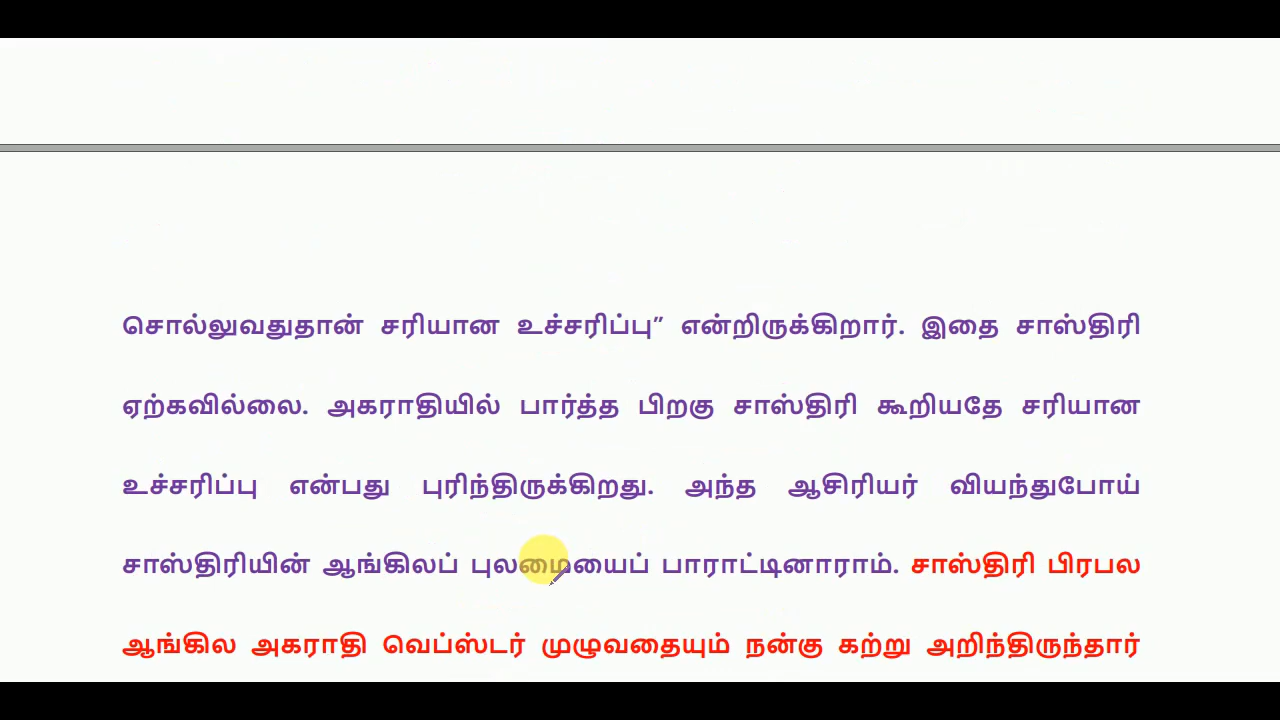 சொல்லுவதுதான் சரியான உச்சரிப்பு” என்றிருக்கிறார். இதை சாஸ்திரி
ஏற்கவில்லை. அகராதியில் பார்த்த பிறகு சாஸ்திரி கூறியதே சரியான
உச்சரிப்பு என்பது புரிந்திருக்கிறது. அந்த ஆசிரியர் வியந்துபோய்
சாஸ்திரியின் ஆங்கிலப் புலமையைப் பாராட்டினாராம். சாஸ்திரி பிரபல
ஆங்கில அகராதி வெப்ஸ்டர் முழுவதையும் நன்கு கற்று அறிந்திருந்தார்